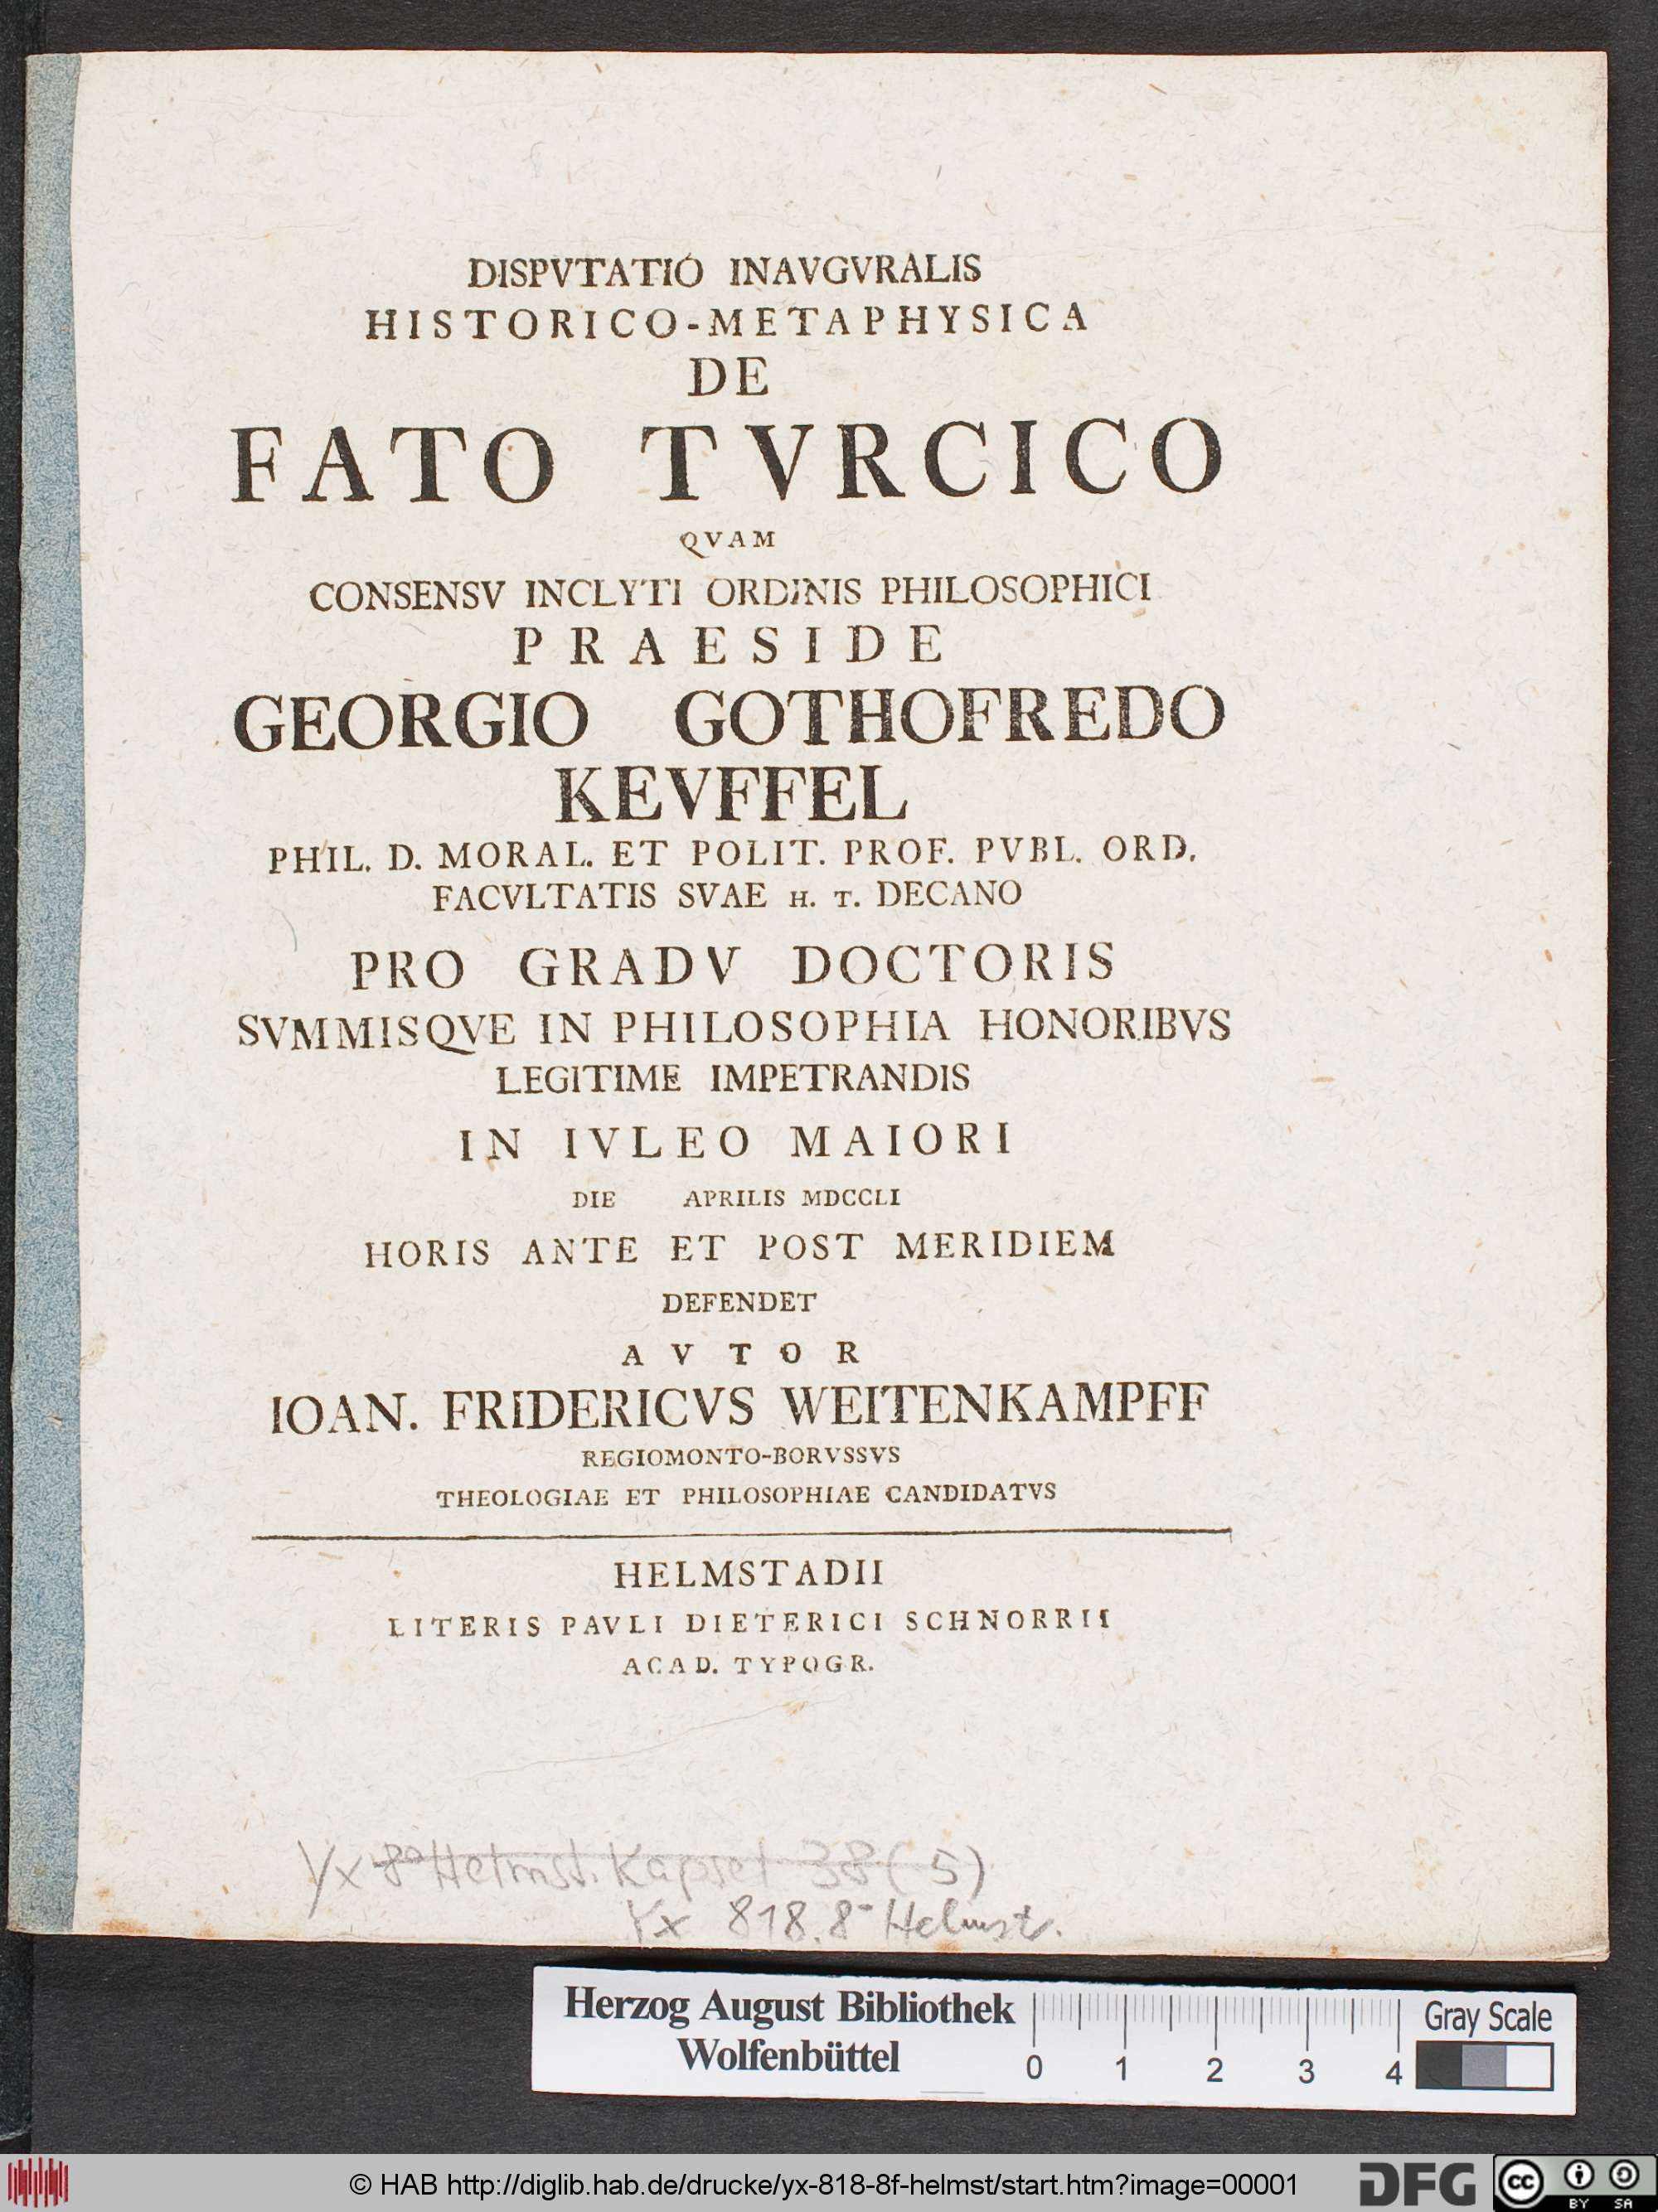 DISPVTATIO INAVGVRALIS
HISTORICO-METAPHYSICA
DE
FATO TVRCICO
QVAM
CONSENSV INCLYTI ORDINIS PHILOSOPHICI
PRAESIDE
GEORGIO GOTHOFREDO
KEVFFEL
PHIL. D. MORAL. ET POLIT. PROF. PVBL. ORD.
FACVLTATIS SVAE H. T. DECANO
PRO GRADV DOCTORIS
SVMMISQVE IN PHILOSOPHIA HONORIBVS
LEGITIME IMPETRANDIS
IN IVLEO MAIORI
DIE APRILIS MDCCLI
HORIS ANTE ET POST MERIDIEM
DEFENDET
AVTOR
IOAN. FRIDERICVS WEITENKAMPFF
REGIOMONTO-BORVSSVS
THEOLOGIAE ET PHILOSOPHIAE CANDIDATVS
HELMSTADII
LITERIS PAVLI DIETERICI SCHNORRII
ACAD. TYPOGR.
Yx 8° Helmst. Kapsel 38 (5)
Yx 818.8° Helmst.
Herzog August Bibliothek
Wolfenbüttel
0 1 2 3 4
Gray Scale
© HAB http://diglib.hab.de/drucke/yx-818-8f-helmst/start.htm?image=00001
DFG
cc BY SA